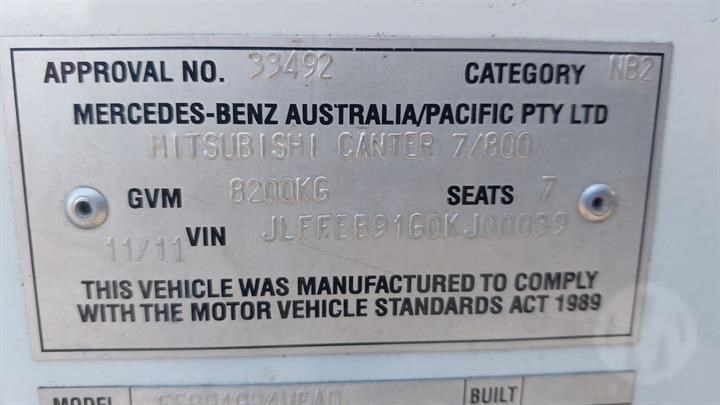 APPROVAL NO. 33492 CATEGORY NB2
MERCEDES-BENZ AUSTRALIA/PACIFIC PTY LTD
MITSUBISHI CANTER 7/800
GVM 8200KG SEATS 7
11/11 VIN JLFFEB91G0KJ00039
THIS VEHICLE WAS MANUFACTURED TO COMPLY
WITH THE MOTOR VEHICLE STANDARDS ACT 1989
MODEL BUILT